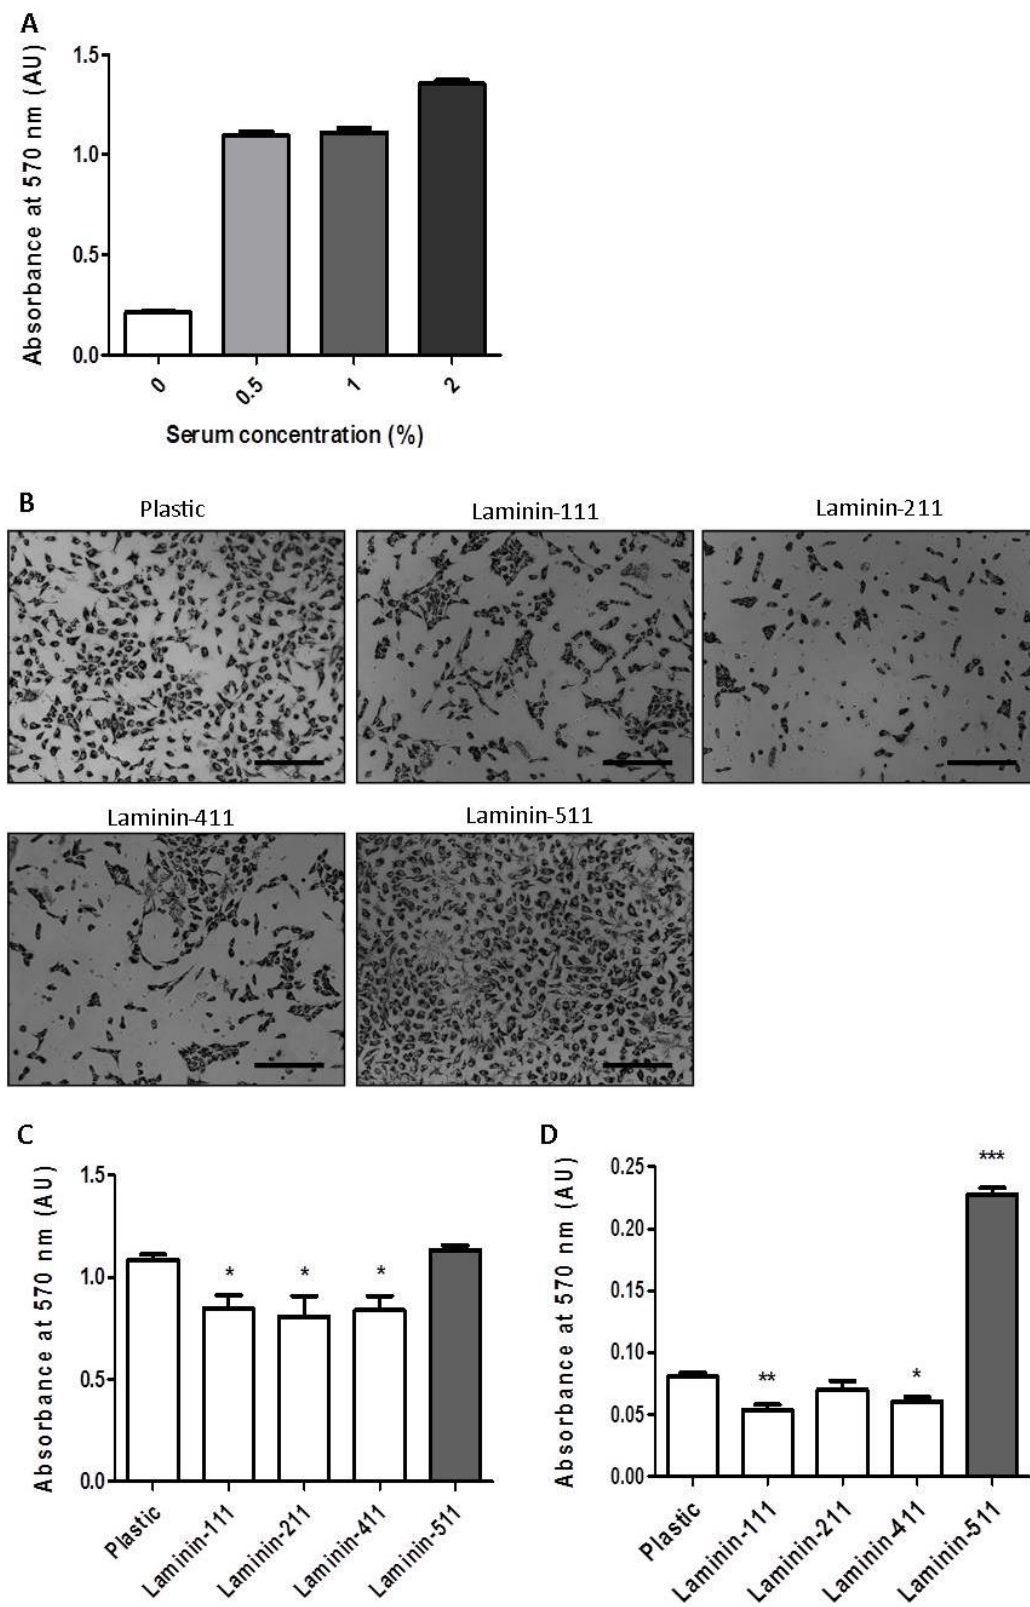 A
Absorbance at 570 nm (AU)
1.5
1.0
0.5
0.0
0
0.5
1
2
Serum concentration (%)
B
Plastic
Laminin-111
Laminin-211
Laminin-411
Laminin-511
C
Absorbance at 570 nm (AU)
1.5
1.0
0.5
0.0
*
*
*
Plastic
Laminin-111
Laminin-211
Laminin-411
Laminin-511
D
Absorbance at 570 nm (AU)
0.25
0.20
0.15
0.10
0.05
0.00
**
*
***
Plastic
Laminin-111
Laminin-211
Laminin-411
Laminin-511